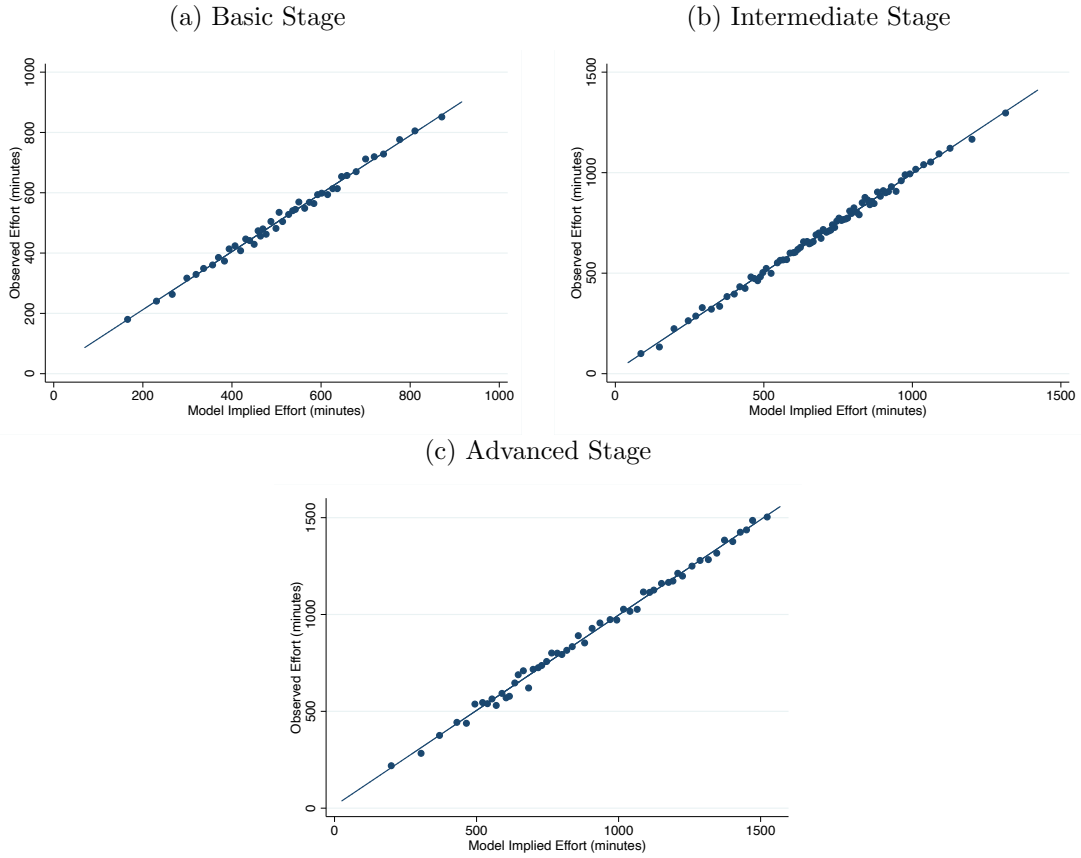 (a) Basic Stage
Observed Effort (minutes)
1000
800
600
400
200
0
0 200 400 600 800 1000
Model Implied Effort (minutes)
(b) Intermediate Stage
Observed Effort (minutes)
1500
1000
500
0
0 500 1000 1500
Model Implied Effort (minutes)
(c) Advanced Stage
Observed Effort (minutes)
1500
1000
500
0
0 500 1000 1500
Model Implied Effort (minutes)